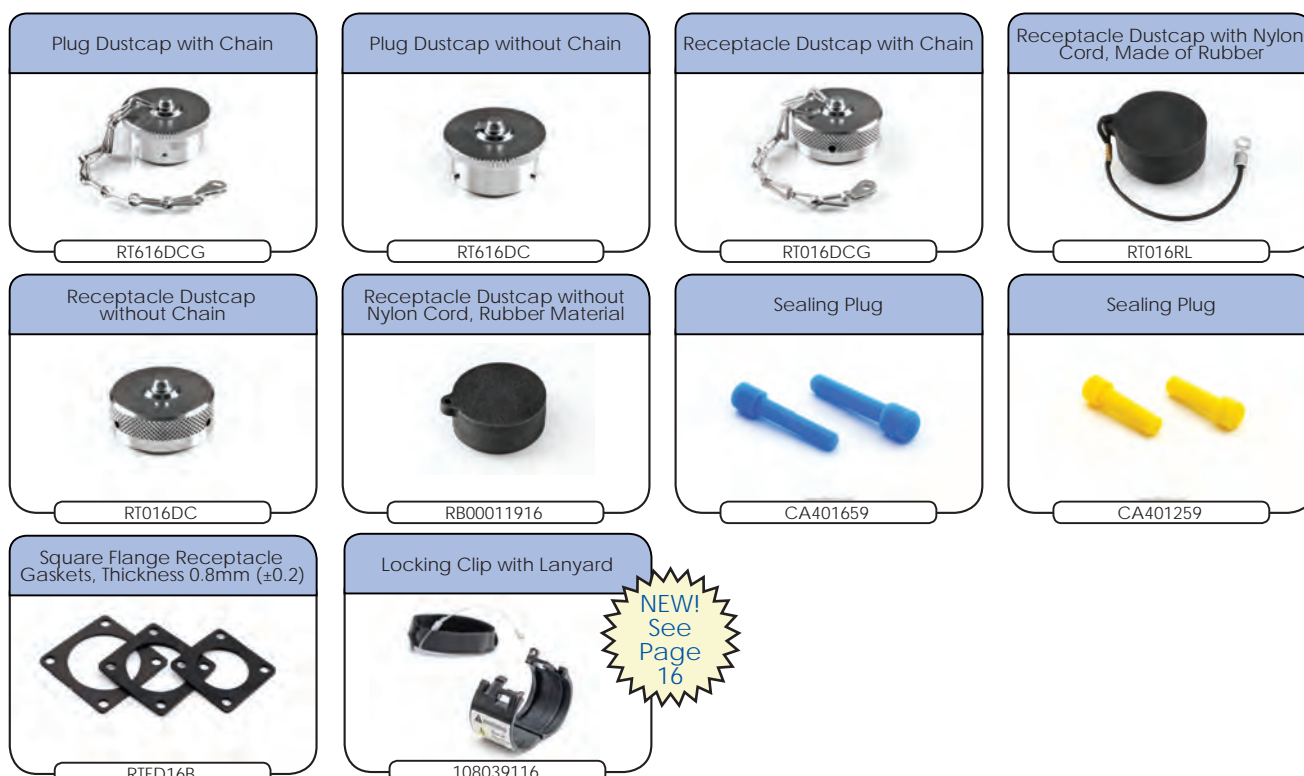 Plug Dustcap with Chain
RT616DCG
Plug Dustcap without Chain
RT616DC
Receptacle Dustcap with Chain
RT016DCG
Receptacle Dustcap with Nylon
Cord, Made of Rubber
RT016RL
Receptacle Dustcap
without Chain
RT016DC
Receptacle Dustcap without
Nylon Cord, Rubber Material
RB00011916
Sealing Plug
CA401659
Sealing Plug
CA401259
Square Flange Receptacle
Gaskets, Thickness 0.8mm (±0.2)
RTFD16B
Locking Clip with Lanyard
108039116
NEW!
See
Page
16